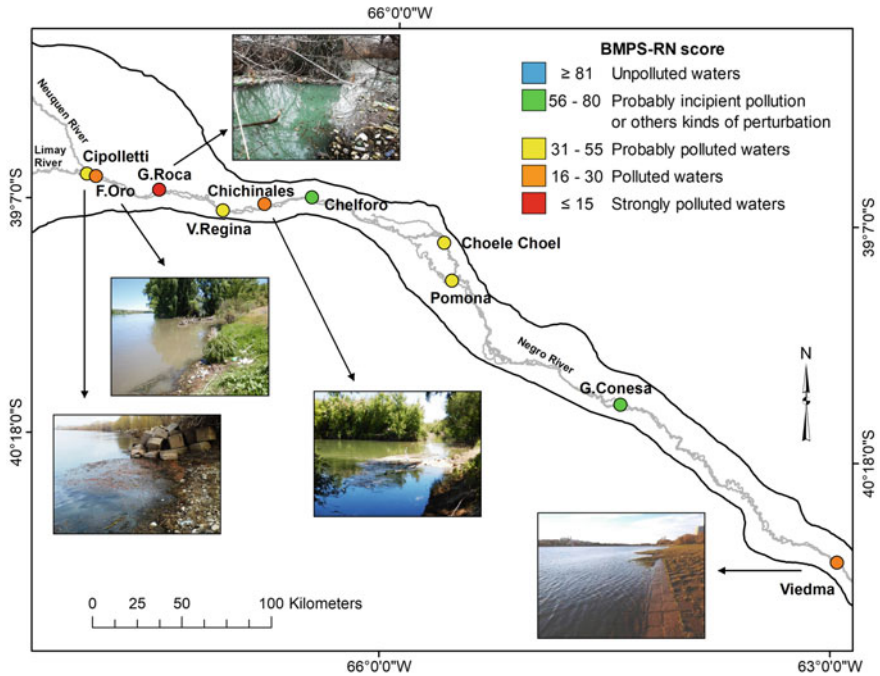 66°0'0"W
BMPS-RN score
≥ 81 Unpolluted waters
56 - 80 Probably incipient pollution
or others kinds of perturbation
31 - 55 Probably polluted waters
16 - 30 Polluted waters
≤ 15 Strongly polluted waters
Neuquen River
Limay
River
Cipolletti
F.Oro
G.Roca
Chichinales
V.Regina
Chelforo
39°7'0"S
39°7'0"S
Choele Choel
Pomona
Negro River
N
G.Conesa
40°18'0"S
40°18'0"S
Viedma
0 25 50 100 Kilometers
66°0'0"W
63°0'0"W